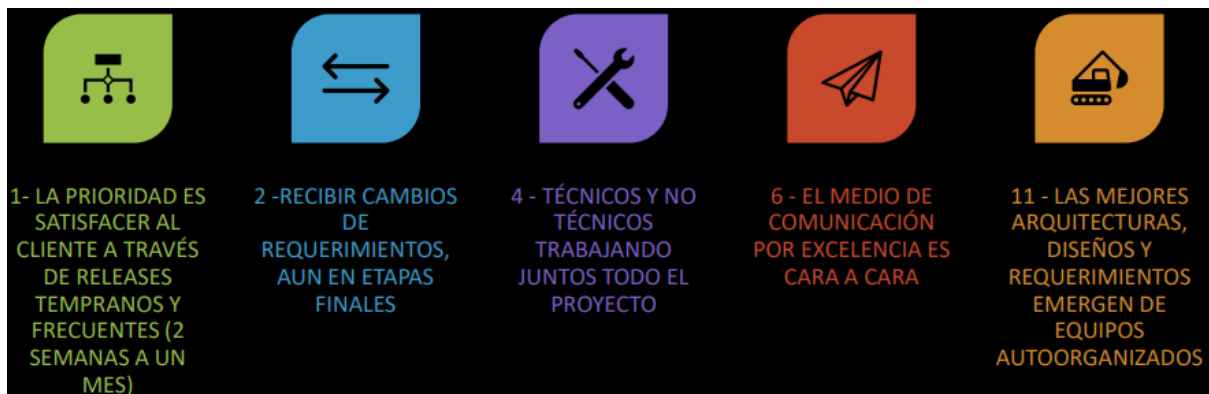 1- LA PRIORIDAD ES
SATISFACER AL
CLIENTE A TRAVÉS
DE RELEASES
TEMPRANOS Y
FRECUENTES (2
SEMANAS A UN
MES)
2 -RECIBIR CAMBIOS
DE
REQUERIMIENTOS,
AUN EN ETAPAS
FINALES
4 - TÉCNICOS Y NO
TÉCNICOS
TRABAJANDO
JUNTOS TODO EL
PROYECTO
6 - EL MEDIO DE
COMUNICACIÓN
POR EXCELENCIA ES
CARA A CARA
11 - LAS MEJORES
ARQUITECTURAS,
DISEÑOS Y
REQUERIMIENTOS
EMERGEN DE
EQUIPOS
AUTOORGANIZADOS